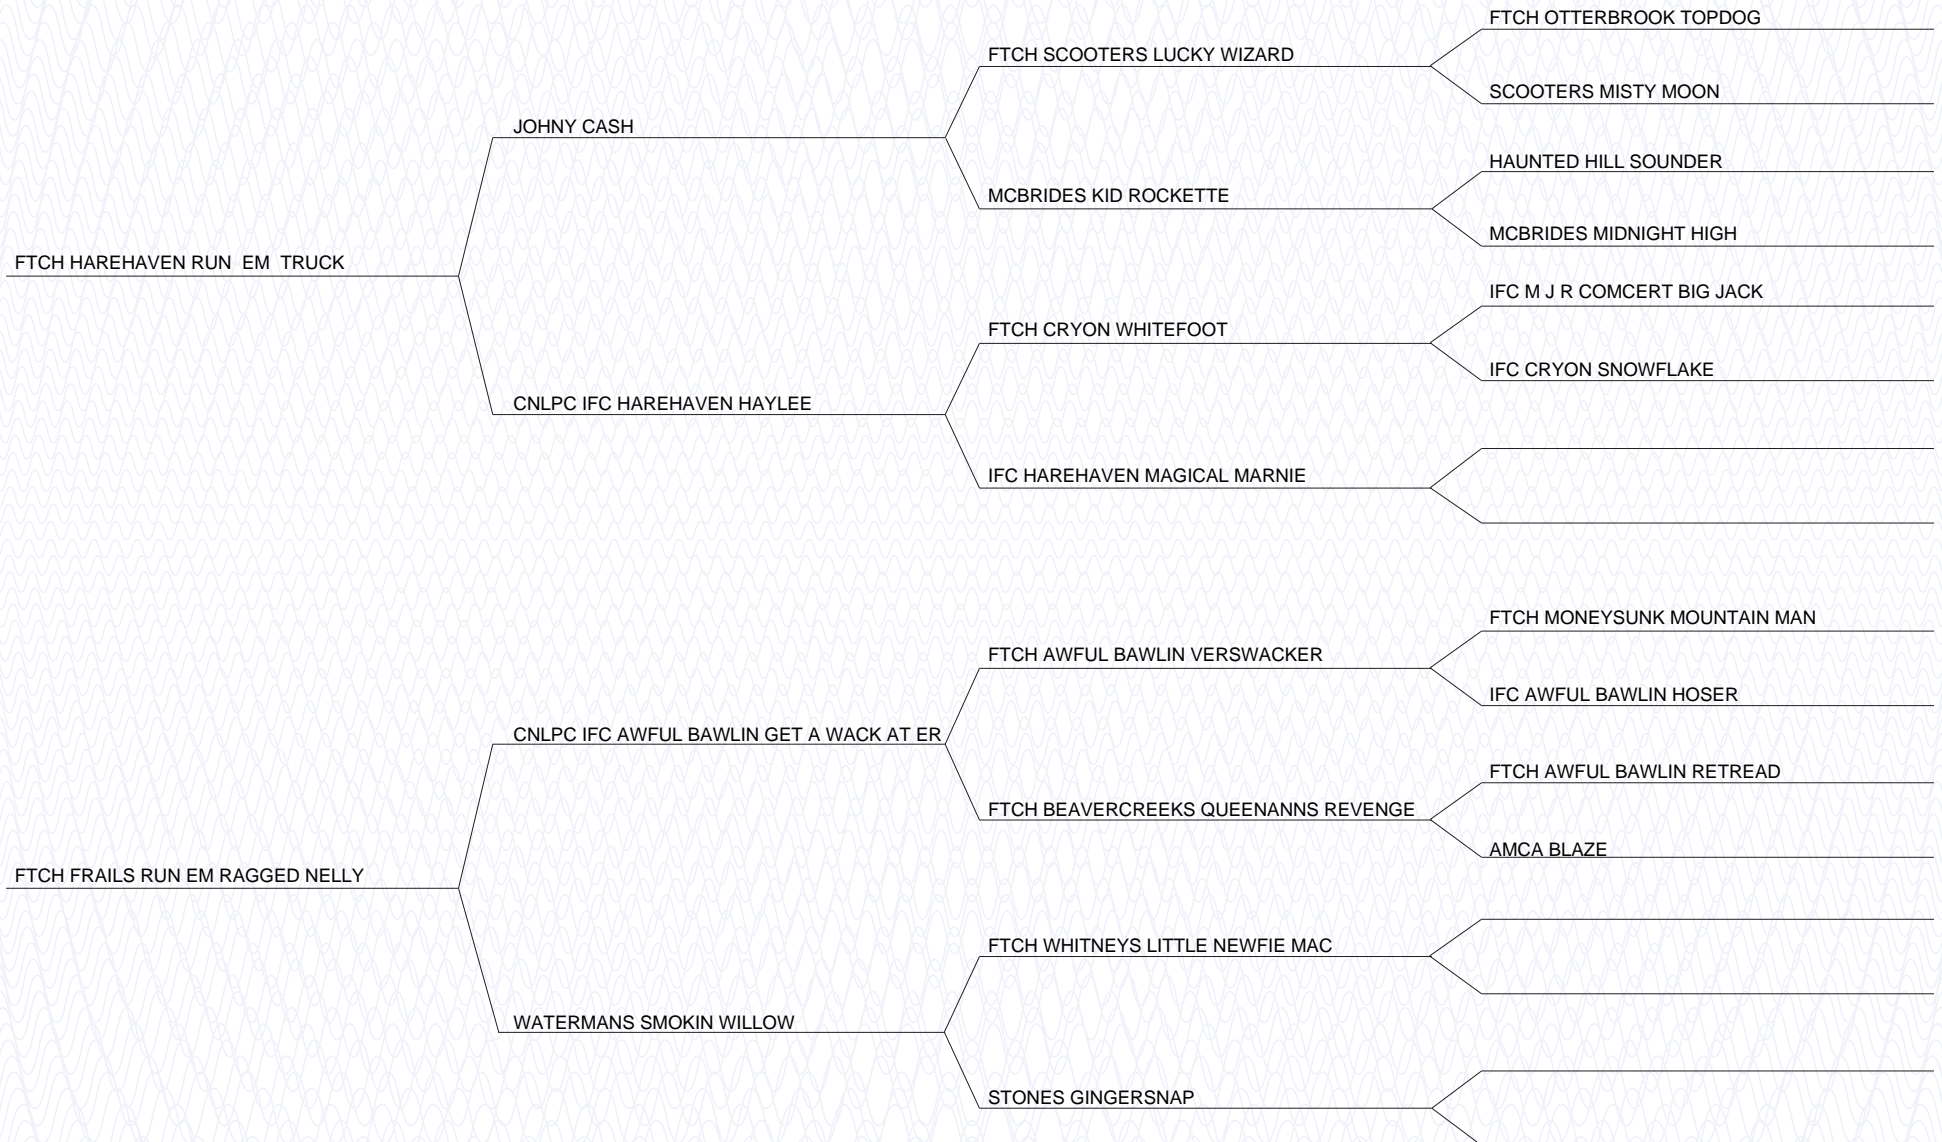 FTCH OTTERBROOK TOPDOG
FTCH SCOOTERS LUCKY WIZARD
SCOOTERS MISTY MOON
JOHNY CASH
HAUNTED HILL SOUNDER
MCBRIDES KID ROCKETTE
MCBRIDES MIDNIGHT HIGH
FTCH HAREHAVEN RUN  EM  TRUCK
IFC M J R COMCERT BIG JACK
FTCH CRYON WHITEFOOT
IFC CRYON SNOWFLAKE
CNLPC IFC HAREHAVEN HAYLEE
IFC HAREHAVEN MAGICAL MARNIE
FTCH MONEYSUNK MOUNTAIN MAN
FTCH AWFUL BAWLIN VERSWACKER
IFC AWFUL BAWLIN HOSER
CNLPC IFC AWFUL BAWLIN GET A WACK AT ER
FTCH AWFUL BAWLIN RETREAD
FTCH BEAVERCREEKS QUEENANNS REVENGE
AMCA BLAZE
FTCH FRAILS RUN EM RAGGED NELLY
FTCH WHITNEYS LITTLE NEWFIE MAC
WATERMANS SMOKIN WILLOW
STONES GINGERSNAP